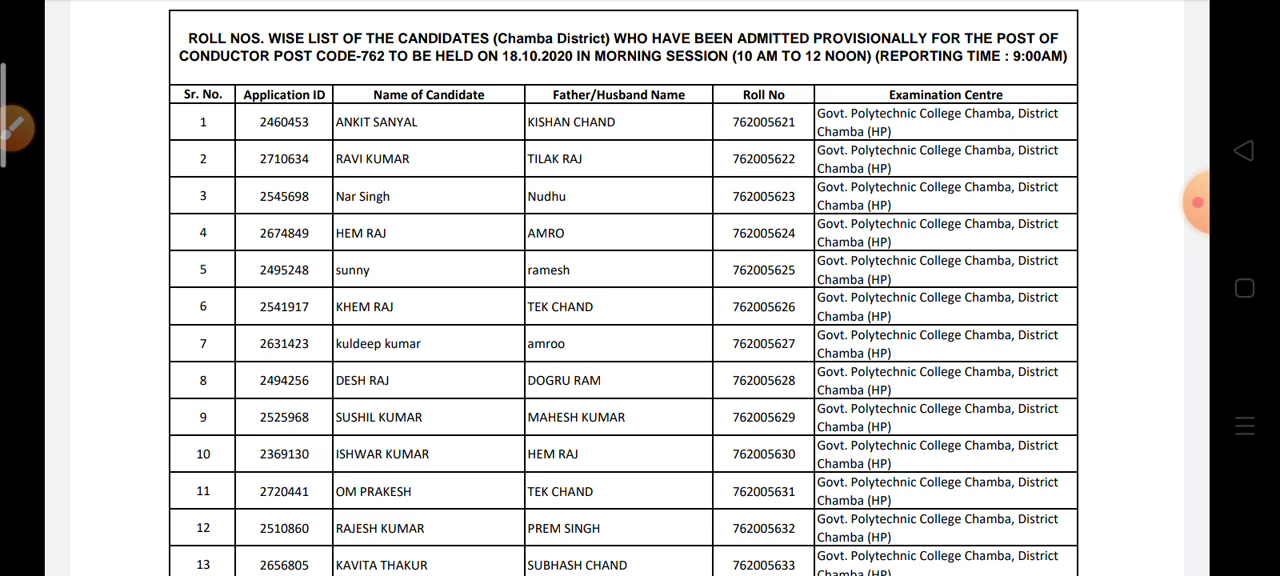 ROLL NOS. WISE LIST OF THE CANDIDATES (Chamba District) WHO HAVE BEEN ADMITTED PROVISIONALLY FOR THE POST OF
CONDUCTOR POST CODE-762 TO BE HELD ON 18.10.2020 IN MORNING SESSION (10 AM TO 12 NOON) (REPORTING TIME : 9:00AM)
Sr. No. Application ID Name of Candidate Father/Husband Name Roll No Examination Centre
1 2460453 ANKIT SANYAL KISHAN CHAND 762005621 Govt. Polytechnic College Chamba, District
Chamba (HP)
2 2710634 RAVI KUMAR TILAK RAJ 762005622 Govt. Polytechnic College Chamba, District
Chamba (HP)
3 2545698 Nar Singh Nudhu 762005623 Govt. Polytechnic College Chamba, District
Chamba (HP)
4 2674849 HEM RAJ AMRO 762005624 Govt. Polytechnic College Chamba, District
Chamba (HP)
5 2495248 sunny ramesh 762005625 Govt. Polytechnic College Chamba, District
Chamba (HP)
6 2541917 KHEM RAJ TEK CHAND 762005626 Govt. Polytechnic College Chamba, District
Chamba (HP)
7 2631423 kuldeep kumar amroo 762005627 Govt. Polytechnic College Chamba, District
Chamba (HP)
8 2494256 DESH RAJ DOGRU RAM 762005628 Govt. Polytechnic College Chamba, District
Chamba (HP)
9 2525968 SUSHIL KUMAR MAHESH KUMAR 762005629 Govt. Polytechnic College Chamba, District
Chamba (HP)
10 2369130 ISHWAR KUMAR HEM RAJ 762005630 Govt. Polytechnic College Chamba, District
Chamba (HP)
11 2720441 OM PRAKESH TEK CHAND 762005631 Govt. Polytechnic College Chamba, District
Chamba (HP)
12 2510860 RAJESH KUMAR PREM SINGH 762005632 Govt. Polytechnic College Chamba, District
Chamba (HP)
13 2656805 KAVITA THAKUR SUBHASH CHAND 762005633 Govt. Polytechnic College Chamba, District
Chamba (HP)